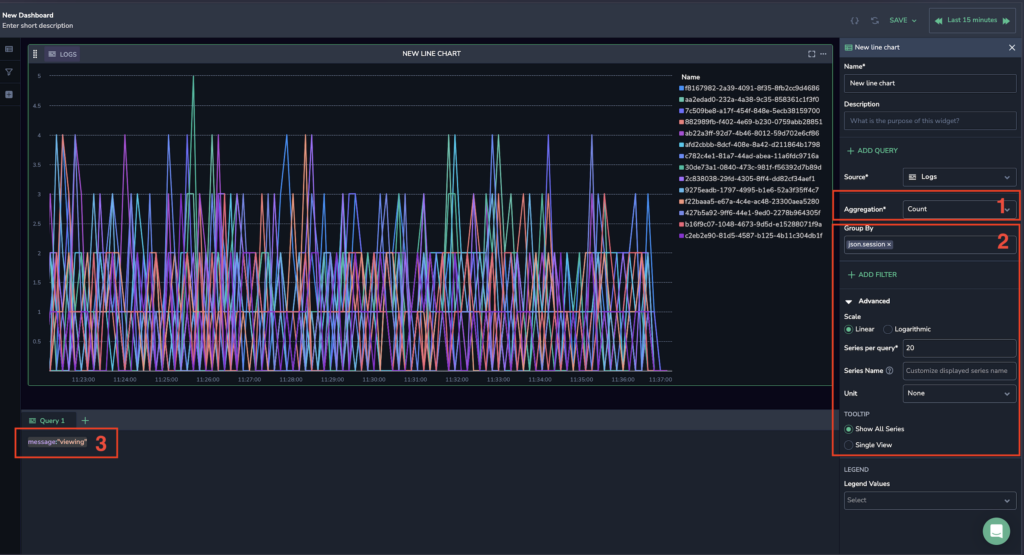 New Dashboard
Enter short description
{ }
SAVE
Last 15 minutes
LOGS
NEW LINE CHART
5
4.5
4
3.5
3
2.5
2
1.5
1
0.5
11:23:00
11:24:00
11:25:00
11:26:00
11:27:00
11:28:00
11:29:00
11:30:00
11:31:00
11:32:00
11:33:00
11:34:00
11:35:00
11:36:00
11:37:00
Name
f8167982-2a39-4091-8f35-8fb2cc9d4686
aa2edad0-232a-4a38-9c35-858361c1f3f0
7c509be8-a17f-454f-848e-5ecb38159700
882989fb-f402-4e69-b230-0759abb28851
ab22a3ff-92d7-4b46-8012-59d702e6cf86
afd2cbbb-8dcf-408e-8a42-d211864b1798
c782c4e1-81a7-44ad-abea-11a6fdc9716a
30de73a1-0840-473c-981f-f56392d7b89d
2c838038-29fd-4305-8ff4-dd82cf34aef1
9275eadb-1797-4995-b1e6-52a3f35ff4c7
f22baaa5-e67a-4c4e-ac48-23300aea5280
427b5a92-9ff6-44e1-9ed0-2278b964305f
b16f9c07-1048-4673-9d5d-e15288071f9a
c2eb2e90-81d5-4587-b125-4b11c304db1f
Query 1
+
message:"viewing"
3
New line chart
Name*
New line chart
Description
What is the purpose of this widget?
+ ADD QUERY
Source*
Logs
Aggregation*
Count
1
Group By
json.session ×
2
+ ADD FILTER
Advanced
Scale
Linear
Logarithmic
Series per query*
20
Series Name
Customize displayed series name
Unit
None
TOOLTIP
Show All Series
Single View
LEGEND
Legend Values
Select